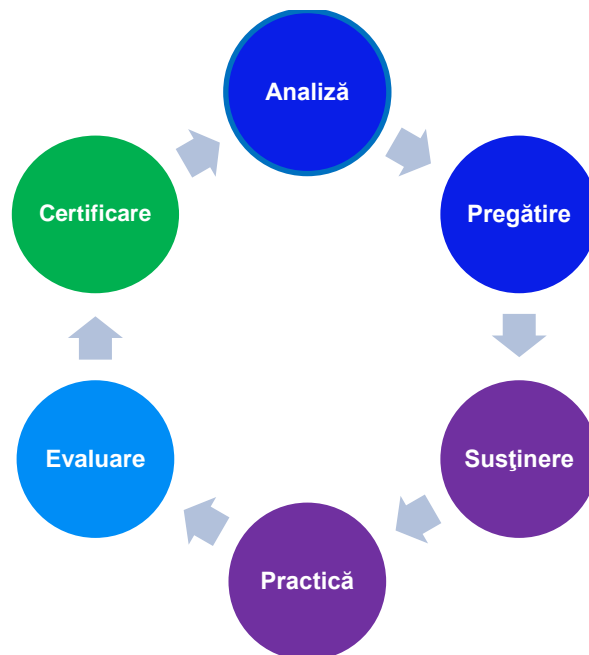 Analiză
Pregătire
Susţinere
Practică
Evaluare
Certificare